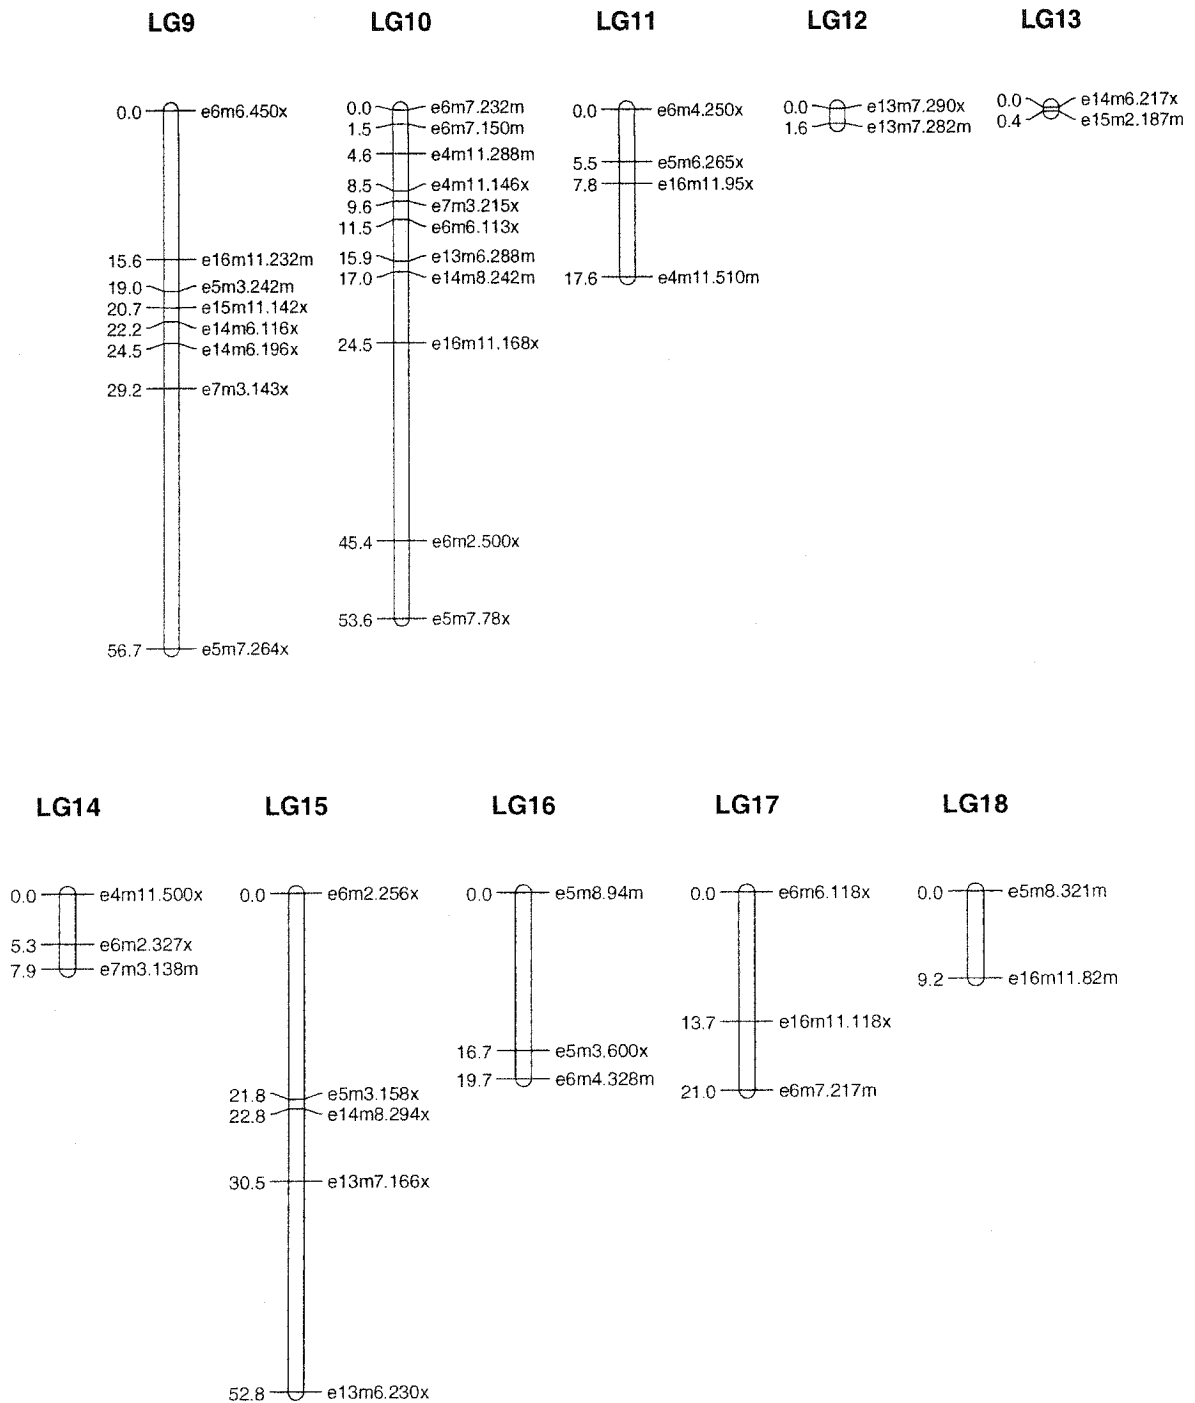 LG9 LG10 LG11 LG12 LG13
0.0 e6m6.450x
15.6 e16m11.232m
19.0 e5m3.242m
20.7 e15m11.142x
22.2 e14m6.116x
24.5 e14m6.196x
29.2 e7m3.143x
56.7 e5m7.264x
0.0 e6m7.232m
1.5 e6m7.150m
4.6 e4m11.288m
8.5 e4m11.146x
9.6 e7m3.215x
11.5 e6m6.113x
15.9 e13m6.288m
17.0 e14m8.242m
24.5 e16m11.168x
45.4 e6m2.500x
53.6 e5m7.78x
0.0 e6m4.250x
5.5 e5m6.265x
7.8 e16m11.95x
17.6 e4m11.510m
0.0 e13m7.290x
1.6 e13m7.282m
0.0 e14m6.217x
0.4 e15m2.187m
LG14 LG15 LG16 LG17 LG18
0.0 e4m11.500x
5.3 e6m2.327x
7.9 e7m3.138m
0.0 e6m2.256x
21.8 e5m3.158x
22.8 e14m8.294x
30.5 e13m7.166x
52.8 e13m6.230x
0.0 e5m8.94m
16.7 e5m3.600x
19.7 e6m4.328m
0.0 e6m6.118x
13.7 e16m11.118x
21.0 e6m7.217m
0.0 e5m8.321m
9.2 e16m11.82m